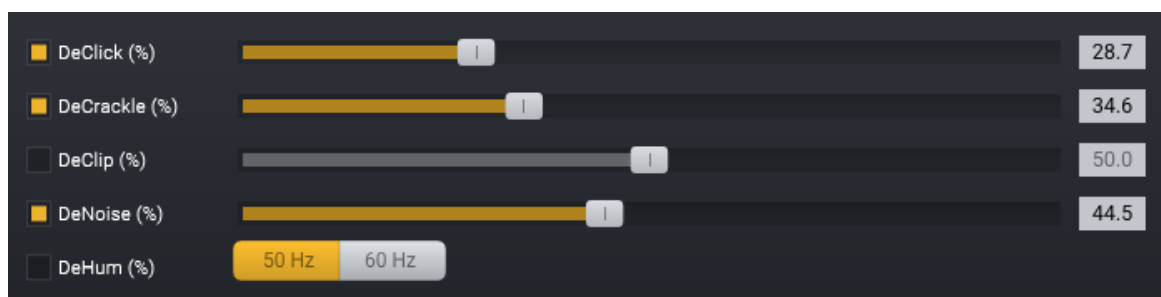 DeClick (%) 28.7
DeCrackle (%) 34.6
DeClip (%) 50.0
DeNoise (%) 44.5
DeHum (%) 50 Hz 60 Hz